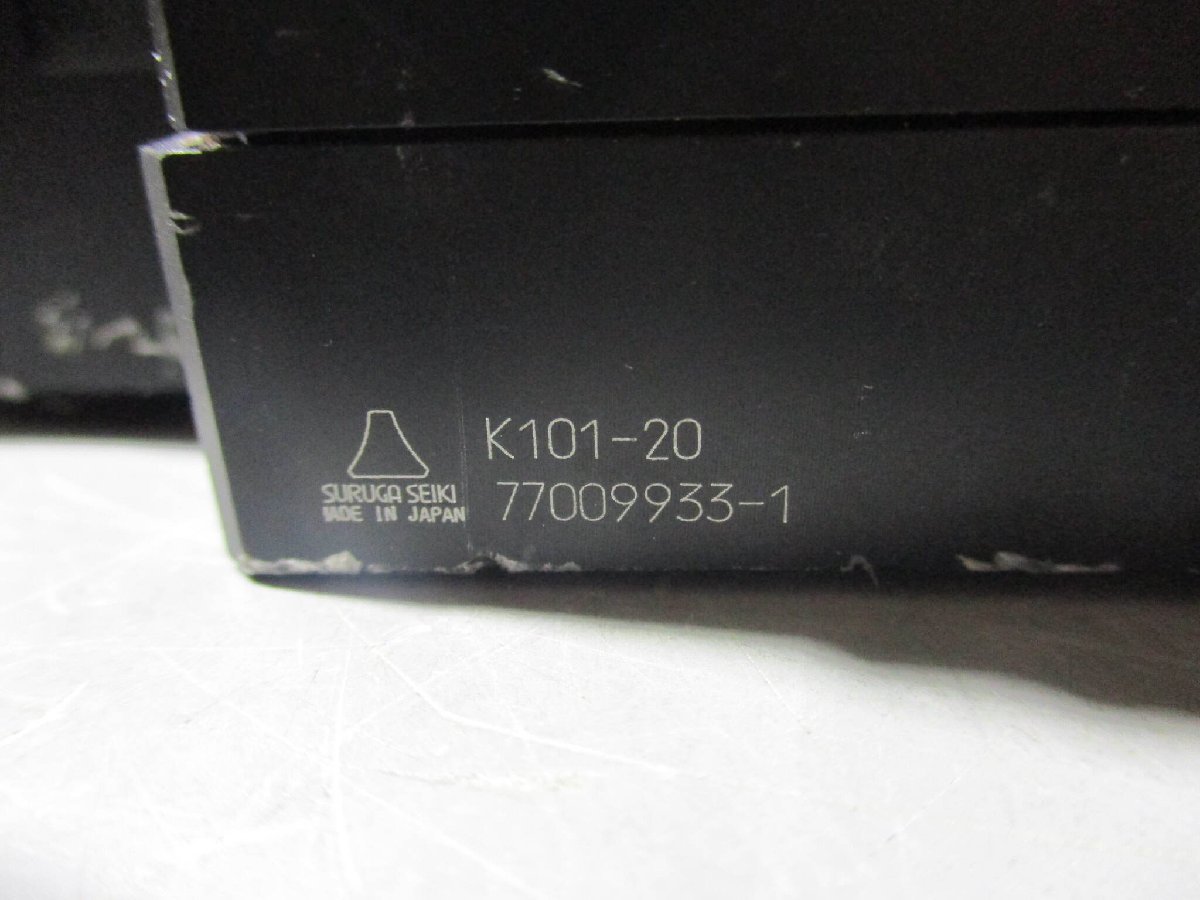 K101-20
SURUGA SEIKI
MADE IN JAPAN
77009933-1